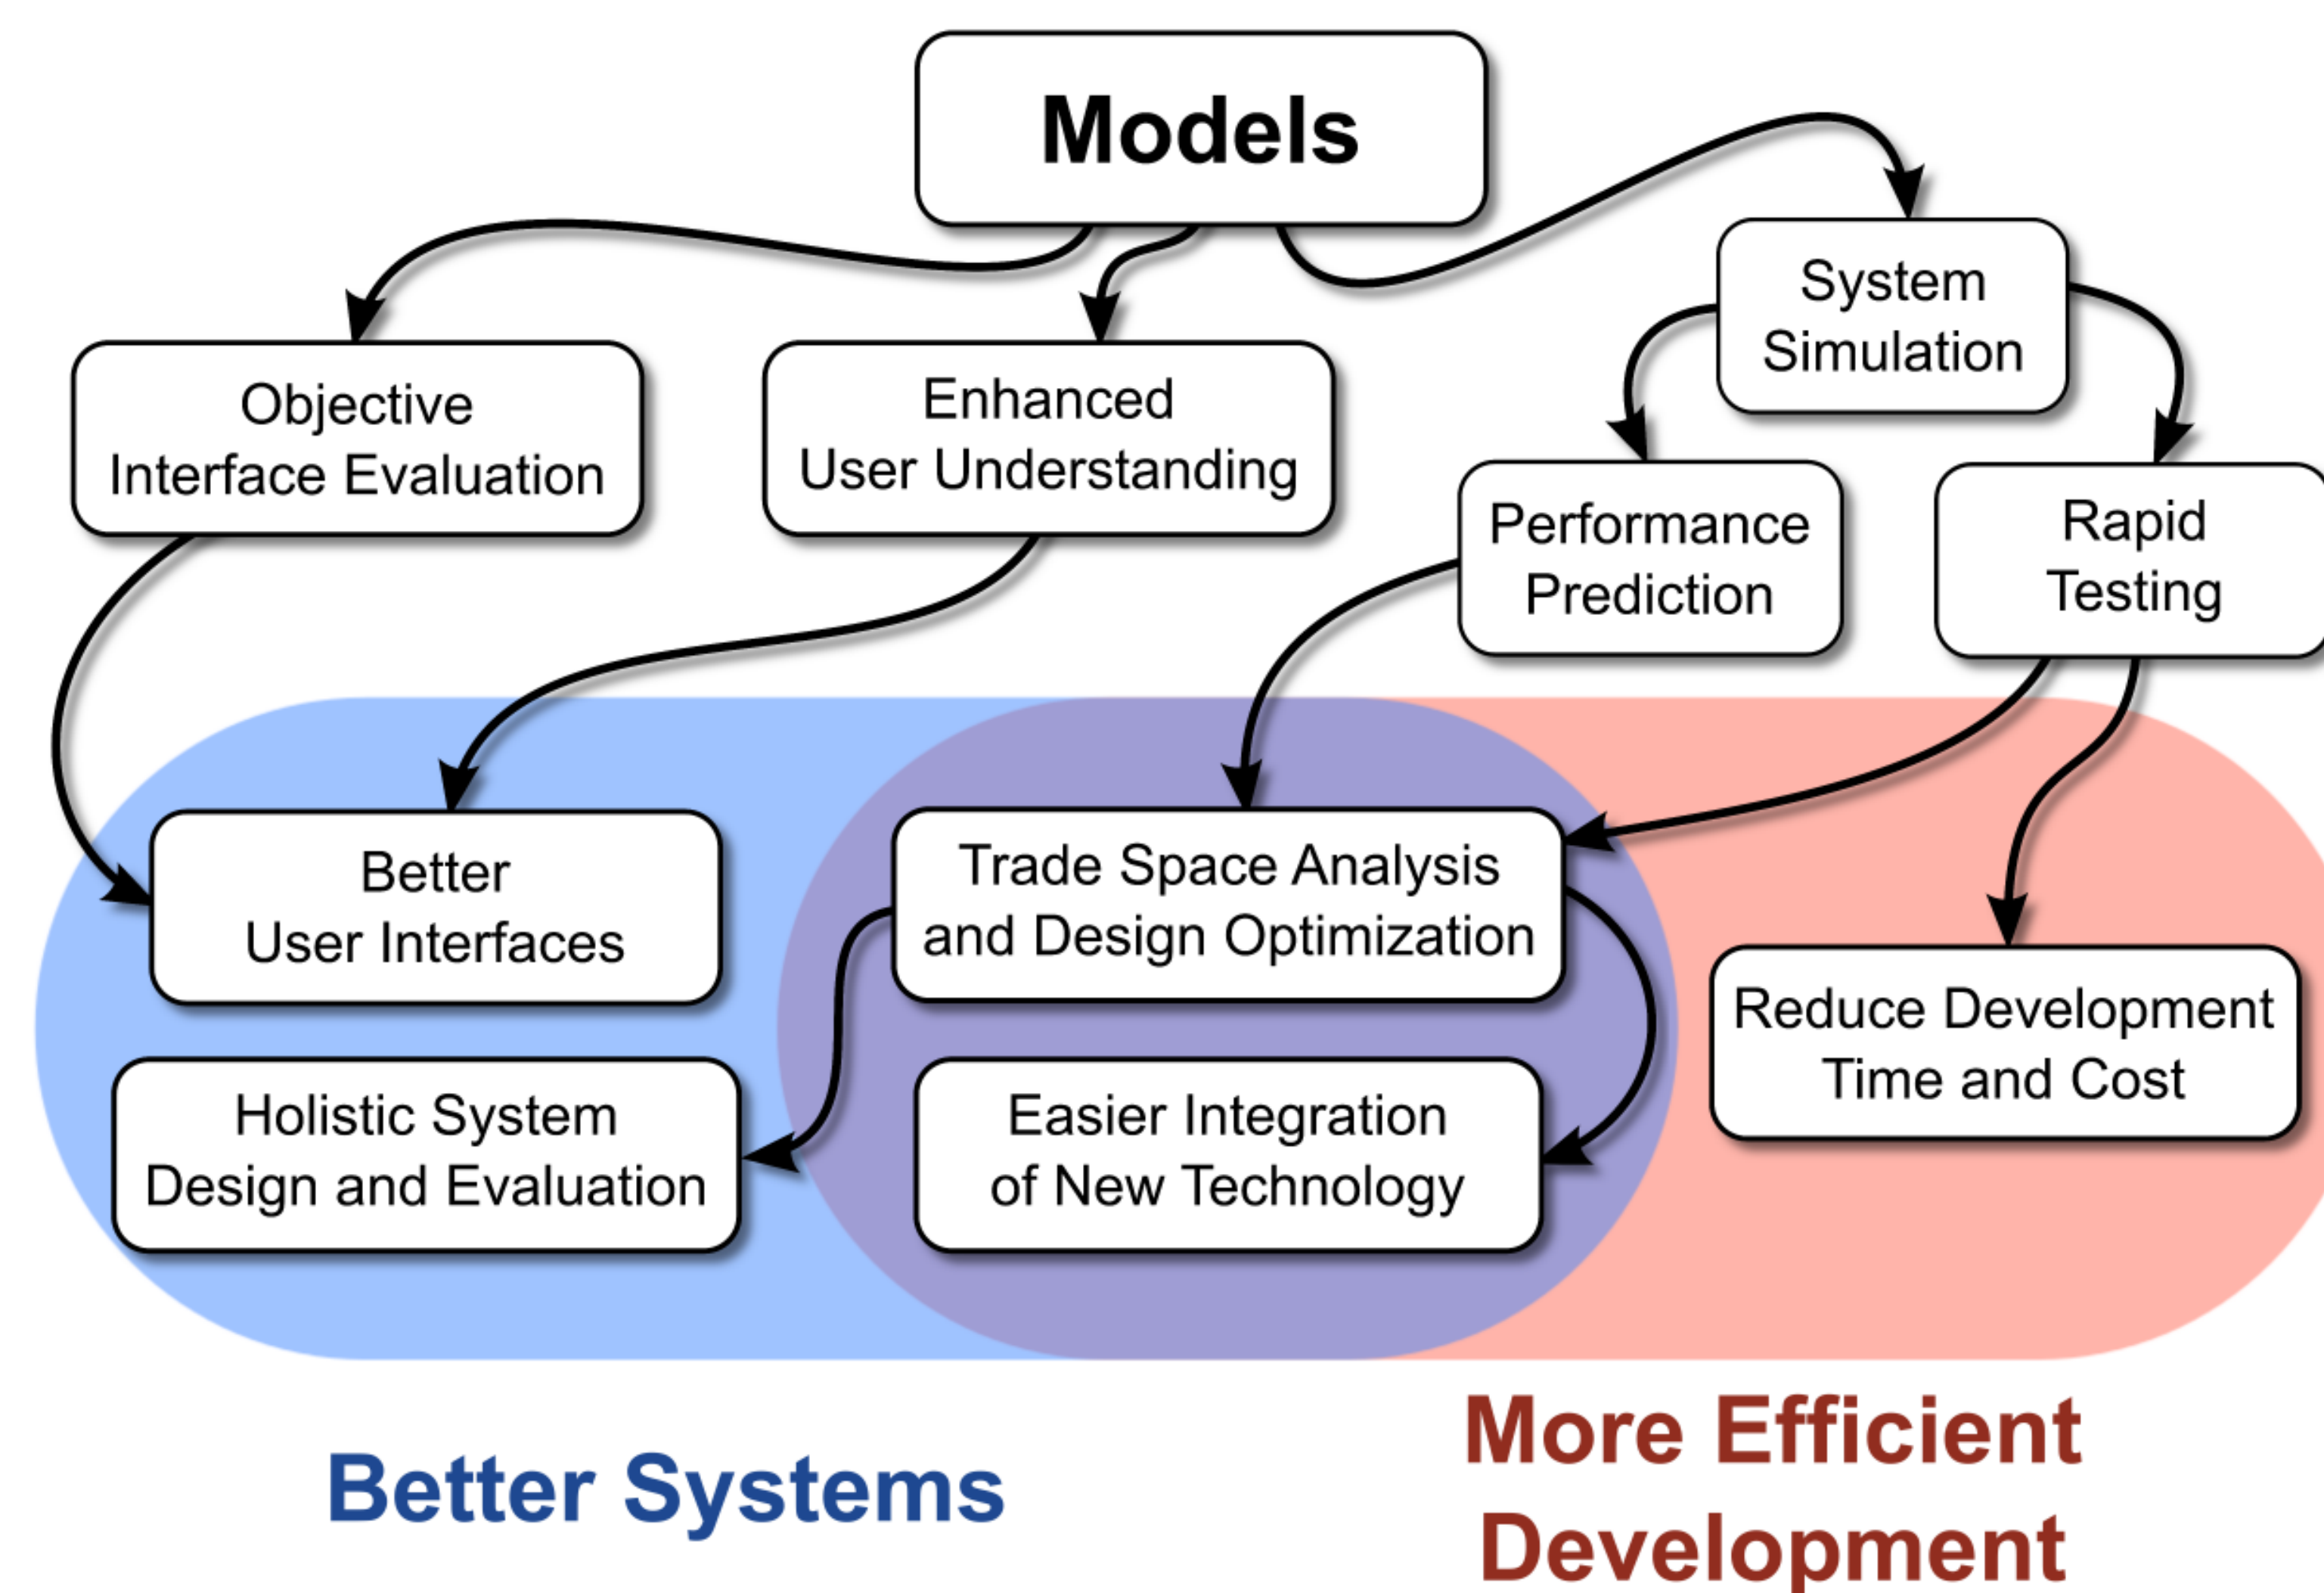 Models
System
Simulation
Objective
Interface Evaluation
Enhanced
User Understanding
Performance
Prediction
Rapid
Testing
Better
User Interfaces
Trade Space Analysis
and Design Optimization
Reduce Development
Time and Cost
Holistic System
Design and Evaluation
Easier Integration
of New Technology
Better Systems
More Efficient
Development